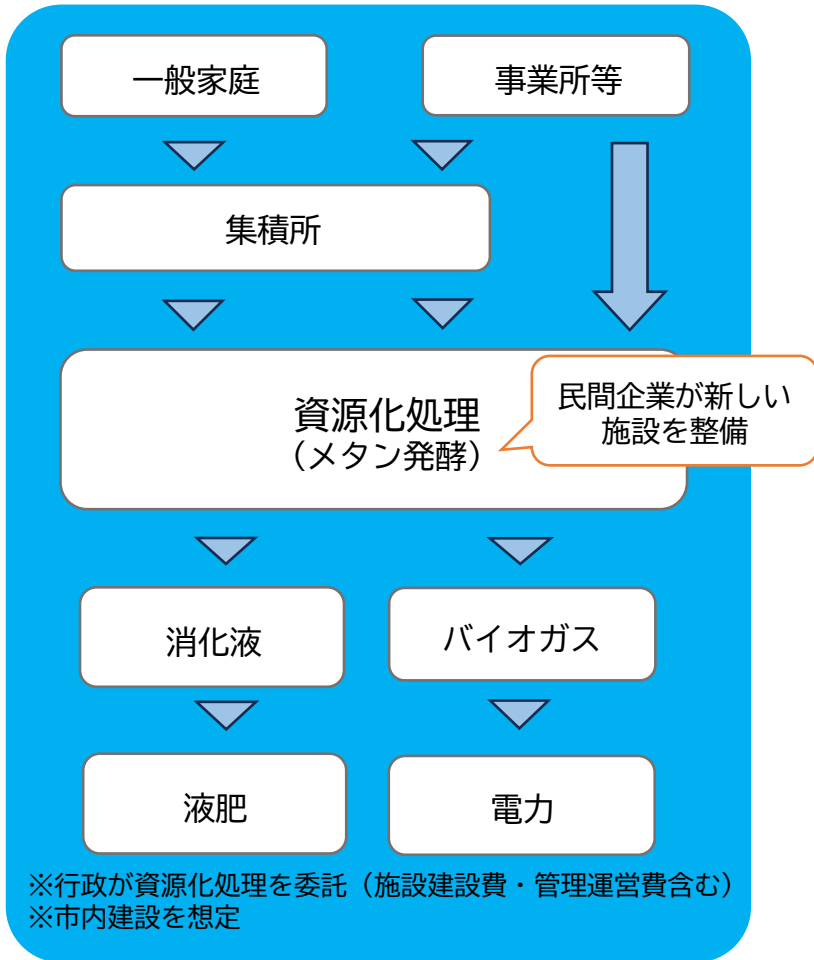 一般家庭
事業所等
集積所
資源化処理
（メタン発酵）
民間企業が新しい
施設を整備
消化液
バイオガス
液肥
電力
※行政が資源化処理を委託（施設建設費・管理運営費含む）
※市内建設を想定